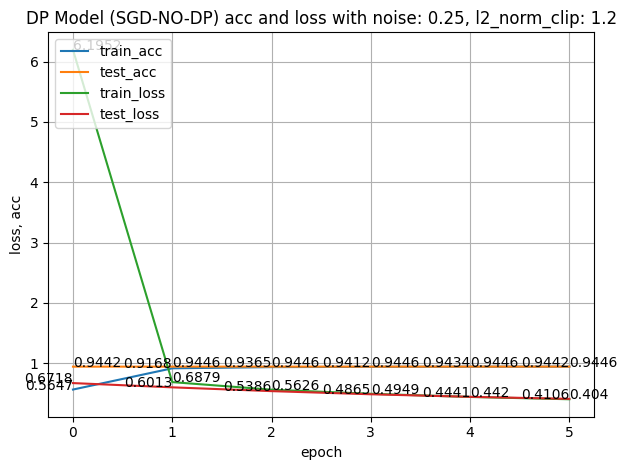 DP Model (SGD-NO-DP) acc and loss with noise: 0.25, l2_norm_clip: 1.2
6.1952
train_acc
test_acc
train_loss
test_loss
loss, acc
6
5
4
3
2
1
0.9442 0.9168 0.9446 0.9365 0.9446 0.9412 0.9446 0.9434 0.9446 0.9442 0.9446
0.6718 0.5647 0.6013 0.6879 0.5386 0.5626 0.4865 0.4949 0.4441 0.442 0.4106 0.404
0 1 2 3 4 5
epoch